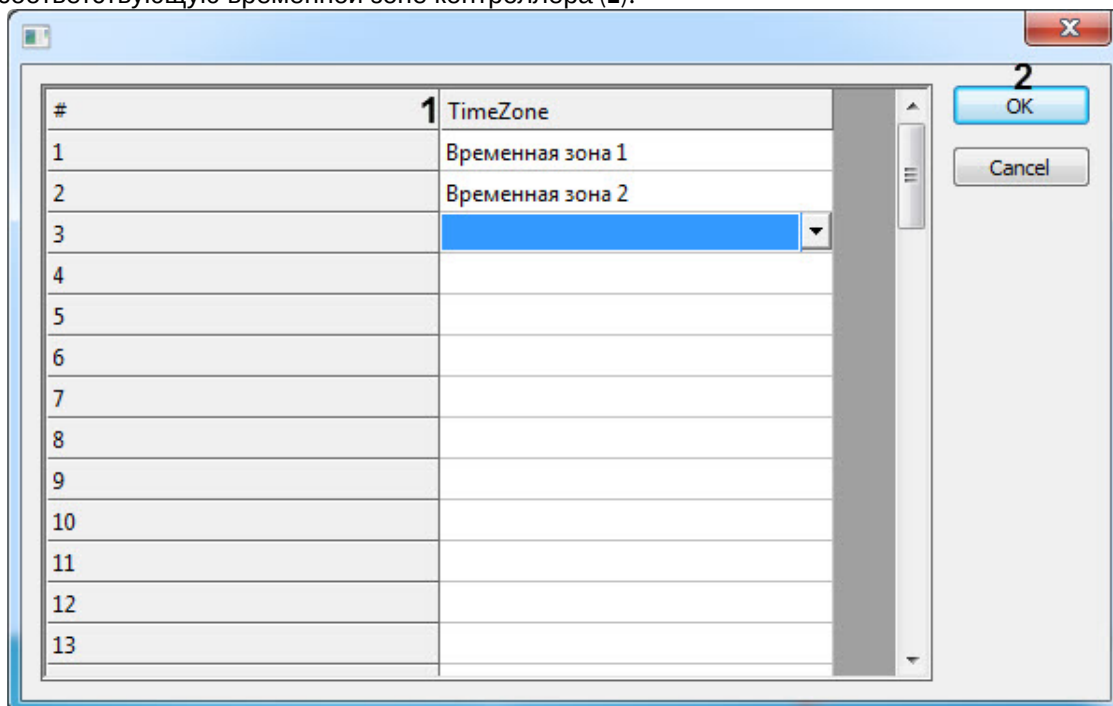 соответствующую временной зоне контроллера (1).
# 1 TimeZone
2
OK
1 Временная зона 1
Cancel
2 Временная зона 2
3
4
5
6
7
8
9
10
11
12
13